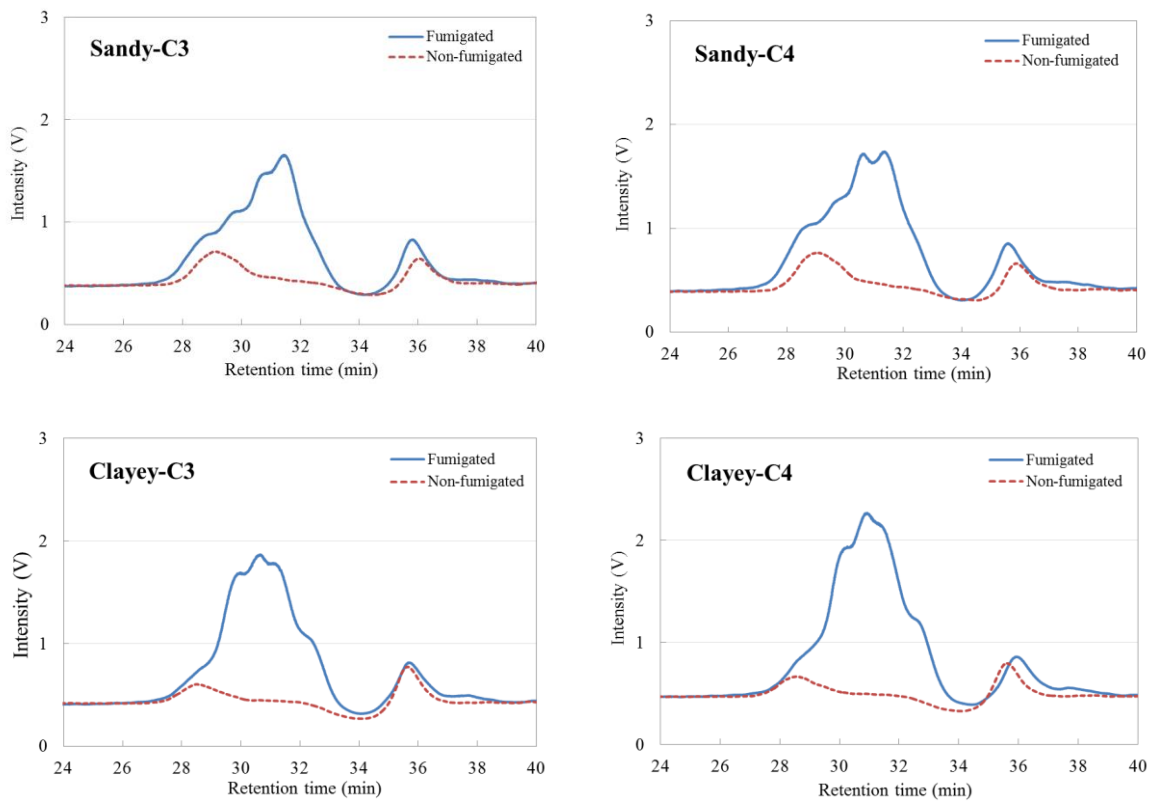 Sandy-C3
Fumigated
Non-fumigated
3
2
1
0
Intensity (V)
24 26 28 30 32 34 36 38 40
Retention time (min)
Sandy-C4
Fumigated
Non-fumigated
3
2
1
0
Intensity (V)
24 26 28 30 32 34 36 38 40
Retention time (min)
Clayey-C3
Fumigated
Non-fumigated
3
2
1
0
Intensity (V)
24 26 28 30 32 34 36 38 40
Retention time (min)
Clayey-C4
Fumigated
Non-fumigated
3
2
1
0
Intensity (V)
24 26 28 30 32 34 36 38 40
Retention time (min)